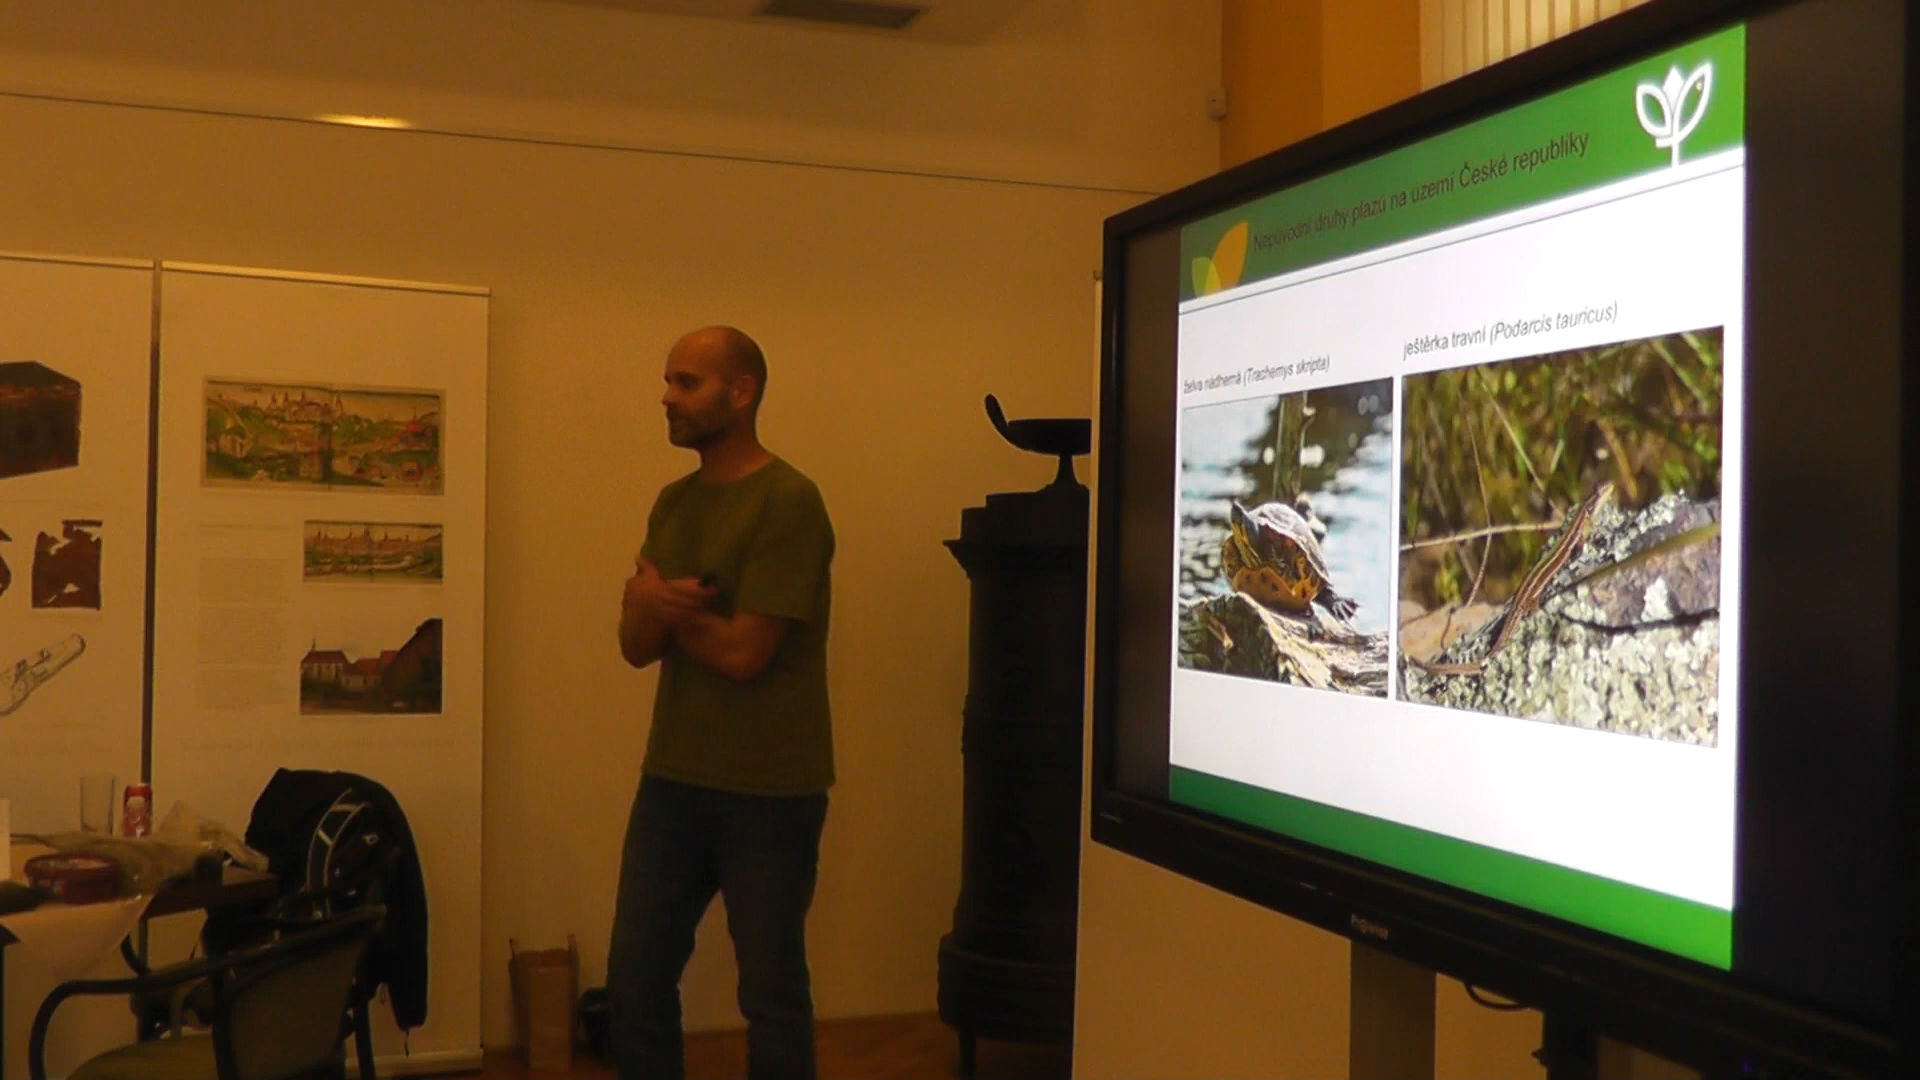 Nepůvodní druhy plazů na území České republiky
želva nádherná (Trachemys skripta)
ještěrka travní (Podarcis tauricus)